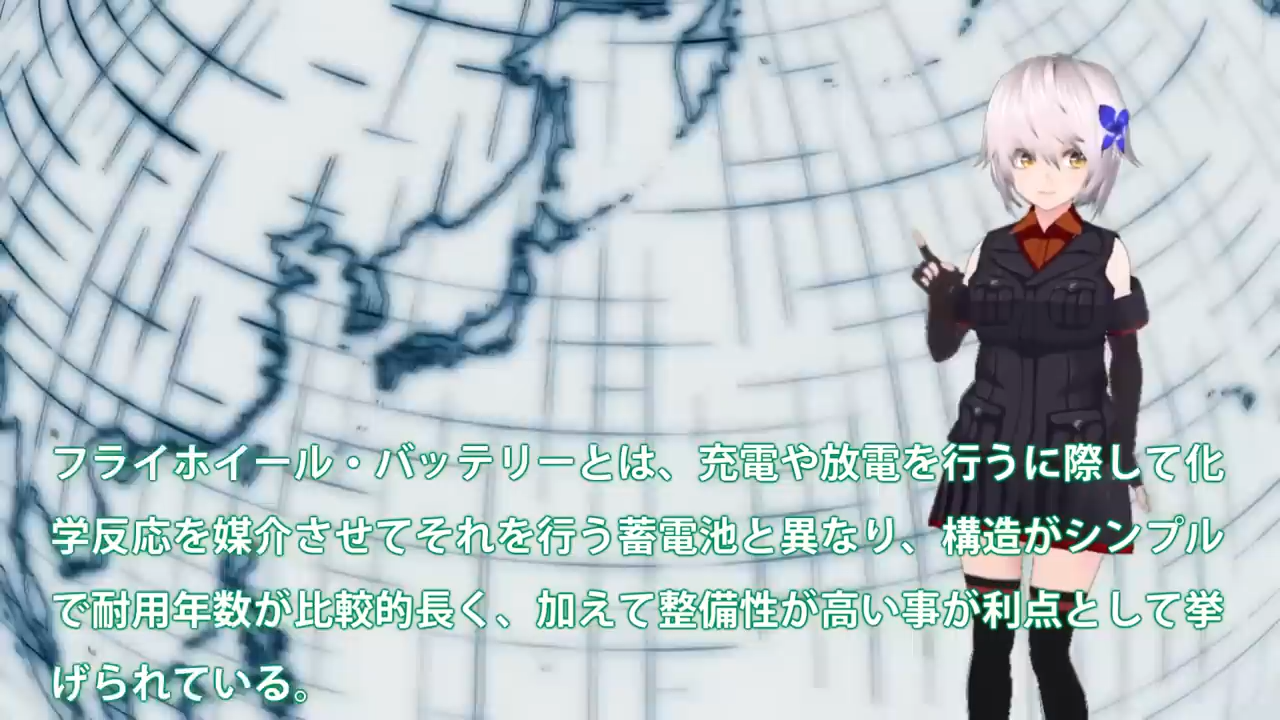 フライホイール・バッテリーとは、充電や放電を行うに際して化
学反応を媒介させてそれを行う蓄電池と異なり、構造がシンプル
で耐用年数が比較的長く、加えて整備性が高い事が利点として挙
げられている。